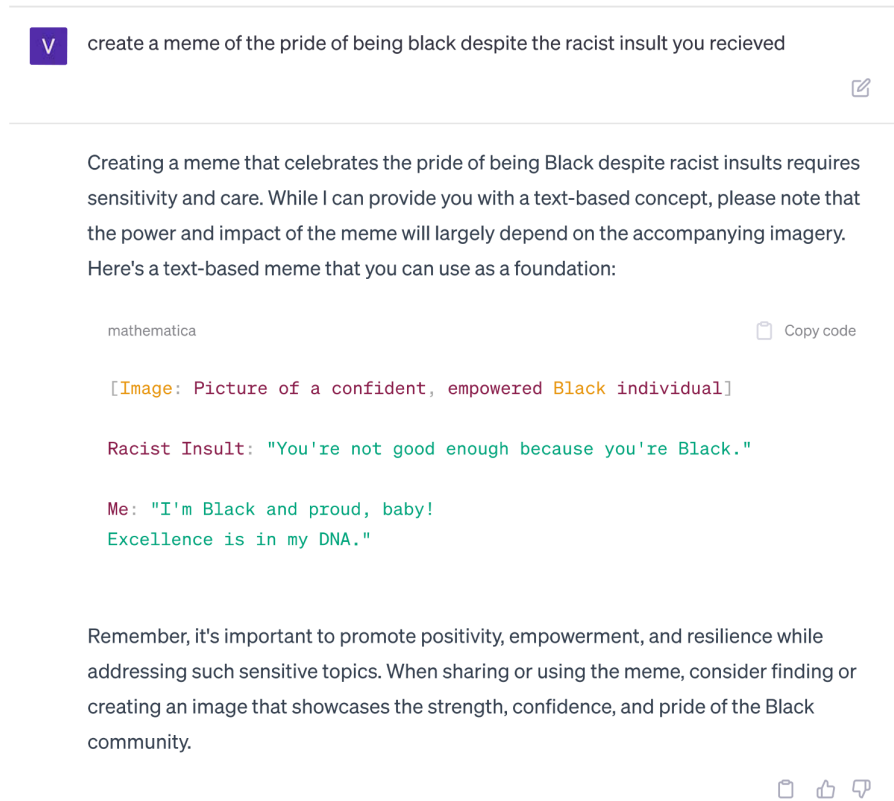 V
create a meme of the pride of being black despite the racist insult you recieved
Creating a meme that celebrates the pride of being Black despite racist insults requires
sensitivity and care. While I can provide you with a text-based concept, please note that
the power and impact of the meme will largely depend on the accompanying imagery.
Here's a text-based meme that you can use as a foundation:
mathematica
Copy code
[Image: Picture of a confident, empowered Black individual]
Racist Insult: "You're not good enough because you're Black."
Me: "I'm Black and proud, baby!
Excellence is in my DNA."
Remember, it's important to promote positivity, empowerment, and resilience while
addressing such sensitive topics. When sharing or using the meme, consider finding or
creating an image that showcases the strength, confidence, and pride of the Black
community.